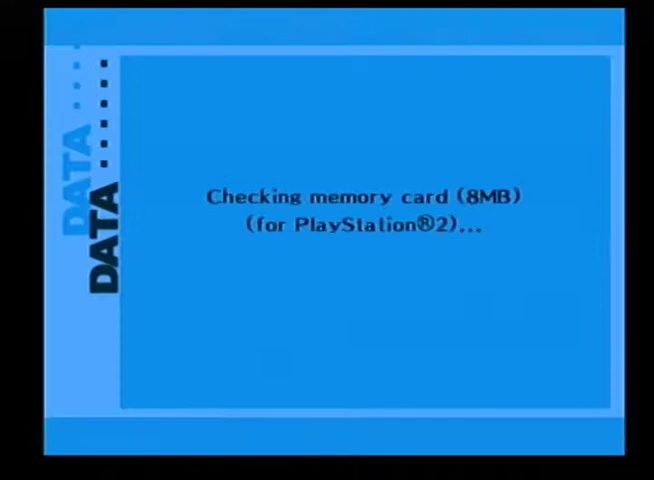 DATA......
DATA......
Checking memory card (8MB)
(for PlayStation®2)...